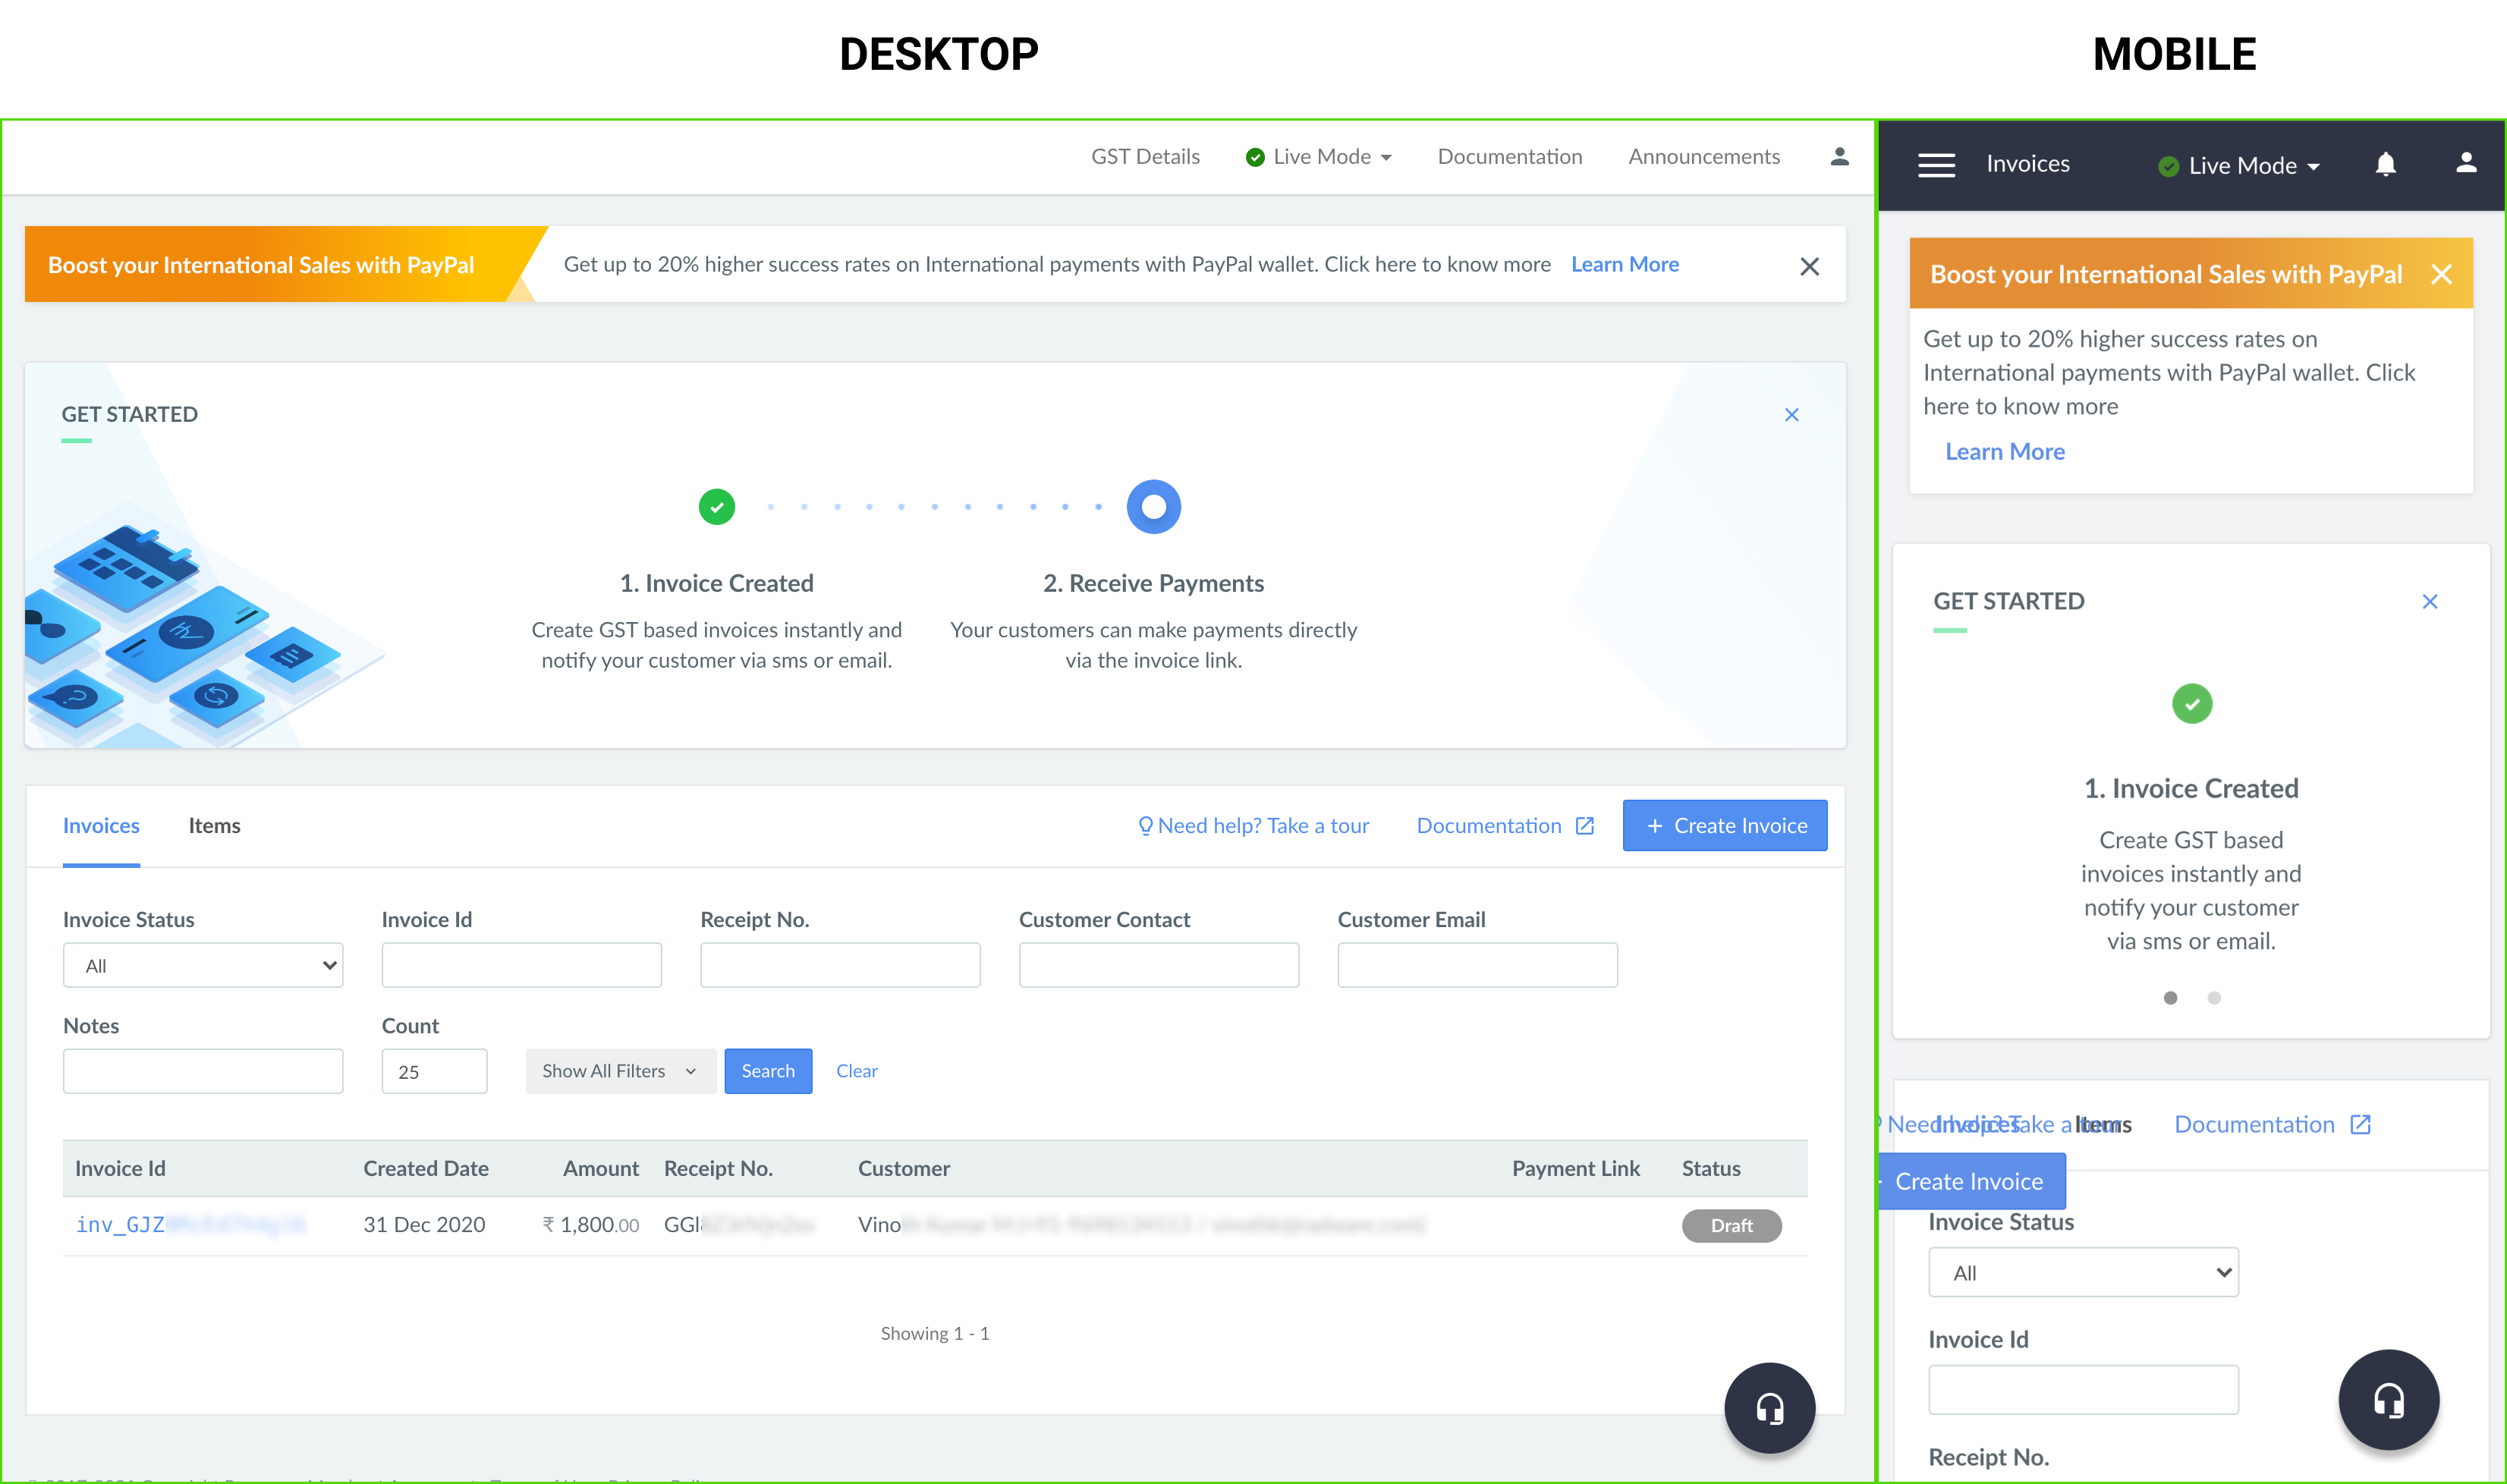 DESKTOP
MOBILE
GST Details Live Mode Documentation Announcements
Boost your International Sales with PayPal Get up to 20% higher success rates on International payments with PayPal wallet. Click here to know more Learn More
GET STARTED
1. Invoice Created
Create GST based invoices instantly and
notify your customer via sms or email.
2. Receive Payments
Your customers can make payments directly
via the invoice link.
Invoices Items Need help? Take a tour Documentation + Create Invoice
Invoice Status Invoice Id Receipt No. Customer Contact Customer Email
All
Notes Count
25 Show All Filters Search Clear
Invoice Id Created Date Amount Receipt No. Customer Payment Link Status
inv_GJZ 31 Dec 2020 ₹ 1,800.00 GGl Vino Draft
Showing 1 - 1
Invoices Live Mode
Boost your International Sales with PayPal
Get up to 20% higher success rates on
International payments with PayPal wallet. Click
here to know more
Learn More
GET STARTED
1. Invoice Created
Create GST based
invoices instantly and
notify your customer
via sms or email.
Need help? Take a tour Invoices Items Documentation
Create Invoice
Invoice Status
All
Invoice Id
Receipt No.